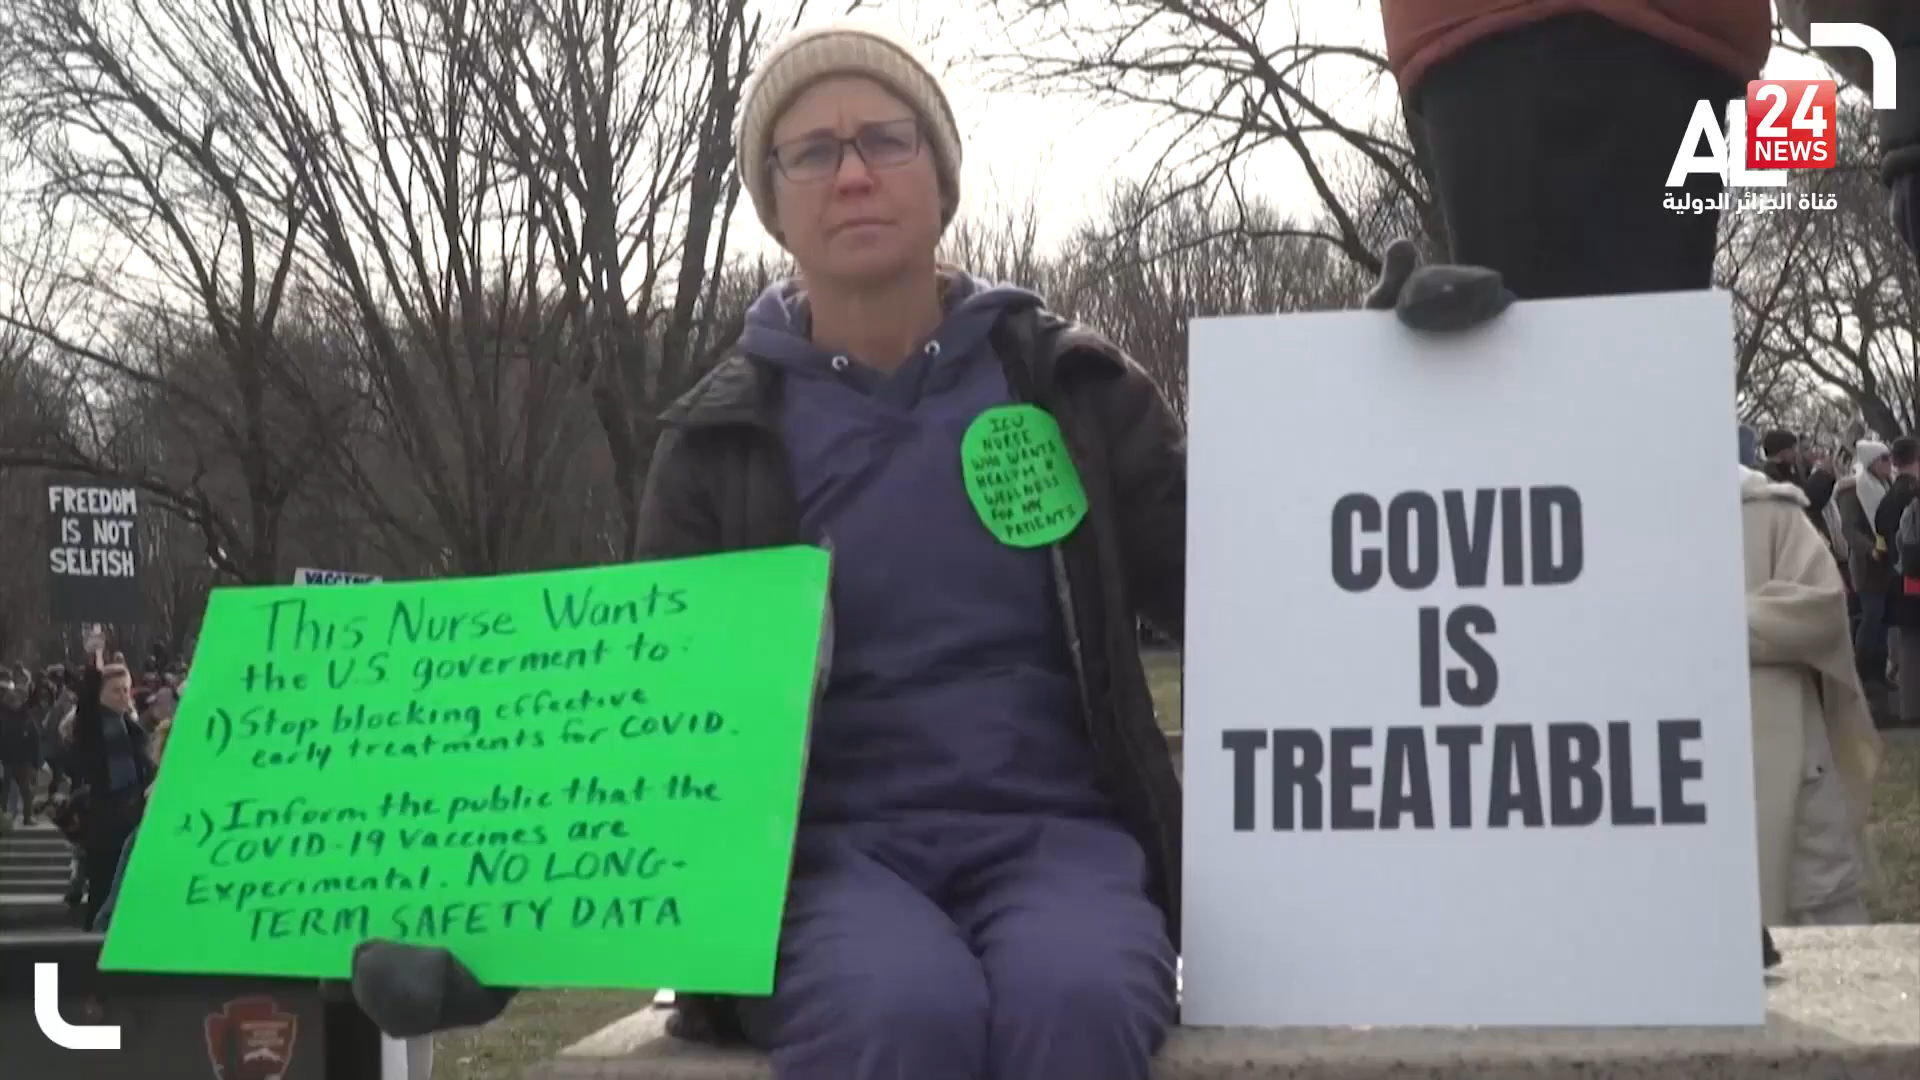 AL
24
NEWS
قناة الجزائر الدولية
FREEDOM
IS NOT
SELFISH
VACCINE
ICU
NURSE
WHO WANTS
HEALTH &
WELLNESS
FOR MY
PATIENTS
This Nurse Wants
the U.S. goverment to:
1) Stop blocking effective
early treatments for COVID.
2) Inform the public that the
COVID-19 vaccines are
Experimental. NO LONG-
TERM SAFETY DATA
COVID
IS
TREATABLE